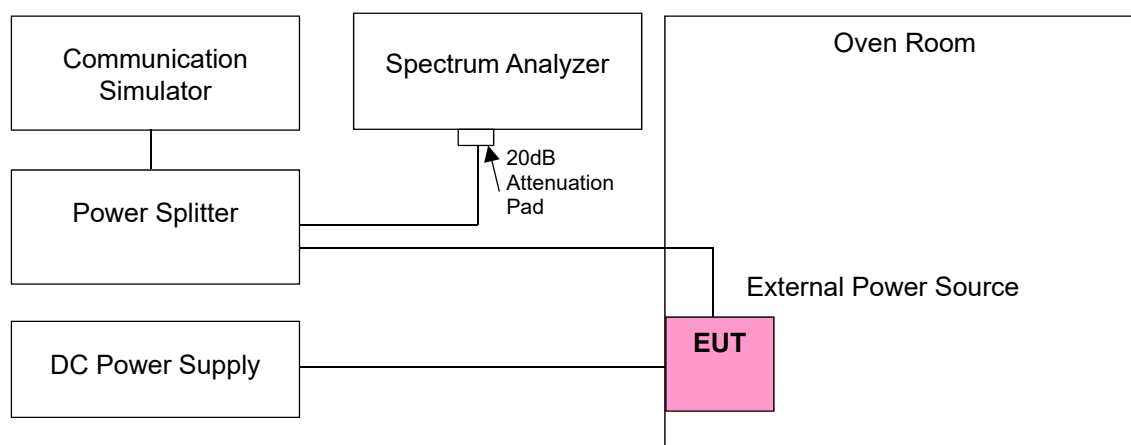 Communication
Simulator
Spectrum Analyzer
Oven Room
20dB
Attenuation
Pad
Power Splitter
External Power Source
EUT
DC Power Supply